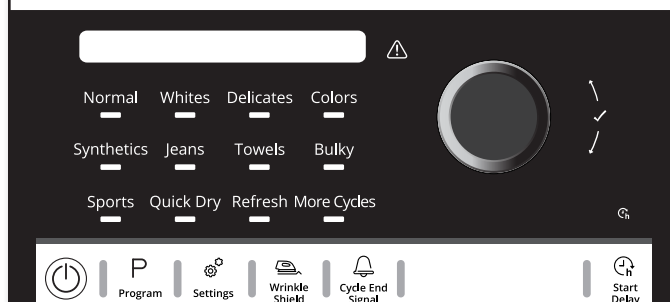 Normal Whites Delicates Colors
Synthetics Jeans Towels Bulky
Sports Quick Dry Refresh More Cycles
h
P h
Program Settings Wrinkle Shield Cycle End Signal Start Delay